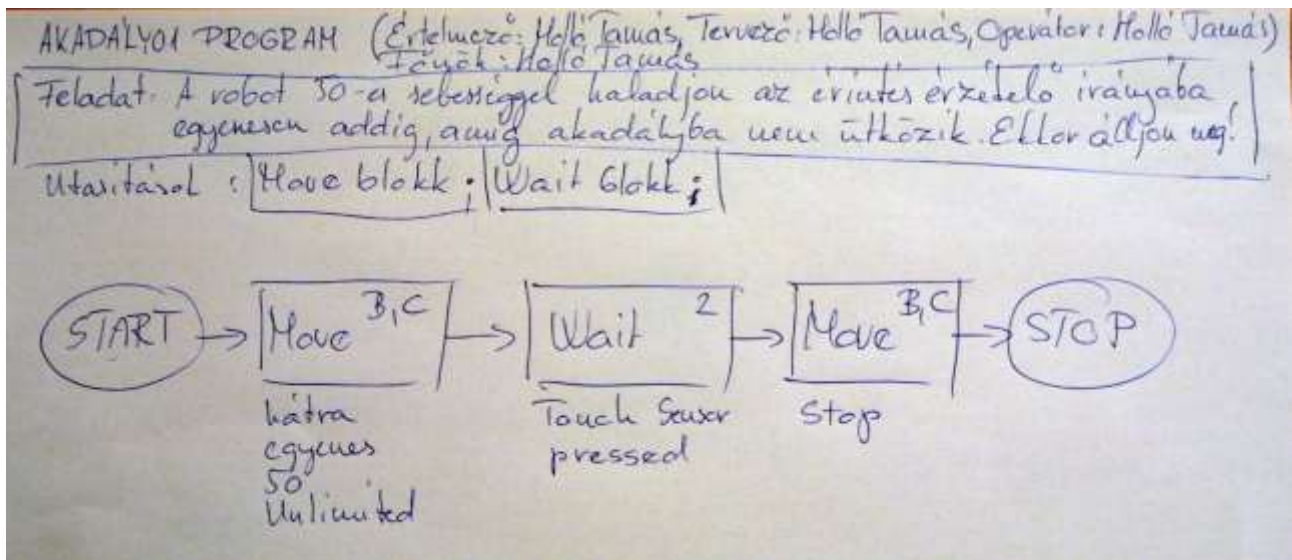 AKADÁLY01 PROGRAM (Értelmező: Holló Tamás, Tervező: Holló Tamás, Operátor: Holló Tamás)
Főnök: Holló Tamás
Feladat: A robot 50-es sebességgel haladjon az érintés érzékelő irányába
egyenesen addig, amíg akadályba nem ütközik. Ekkor álljon meg!
Utasítások: Move blokk; Wait blokk;
START
Move B,C
Wait 2
Move B,C
STOP
hátra
egyenes
50
Unlimited
Touch Sensor
pressed
Stop